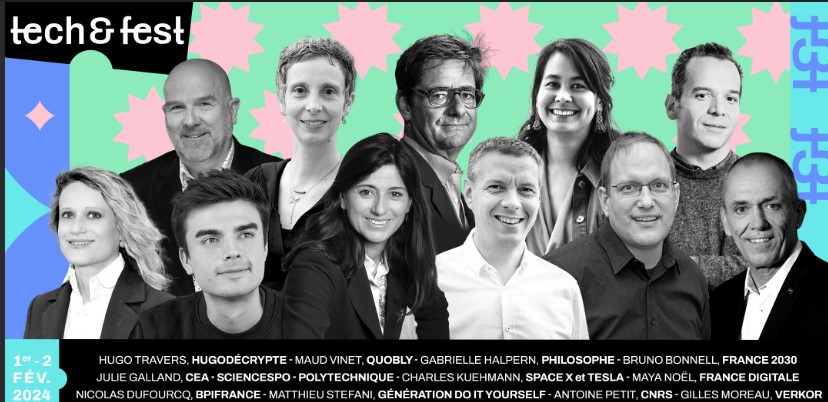 tech & fest
1er - 2
FÉV.
2024
HUGO TRAVERS, HUGODÉCRYPTE - MAUD VINET, QUOBLY - GABRIELLE HALPERN, PHILOSOPHE - BRUNO BONNELL, FRANCE 2030
JULIE GALLAND, CEA - SCIENCESPO - POLYTECHNIQUE - CHARLES KUEHMANN, SPACE X et TESLA - MAYA NOËL, FRANCE DIGITALE
NICOLAS DUFOURCQ, BPIFRANCE - MATTHIEU STEFANI, GÉNÉRATION DO IT YOURSELF - ANTOINE PETIT, CNRS - GILLES MOREAU, VERKOR